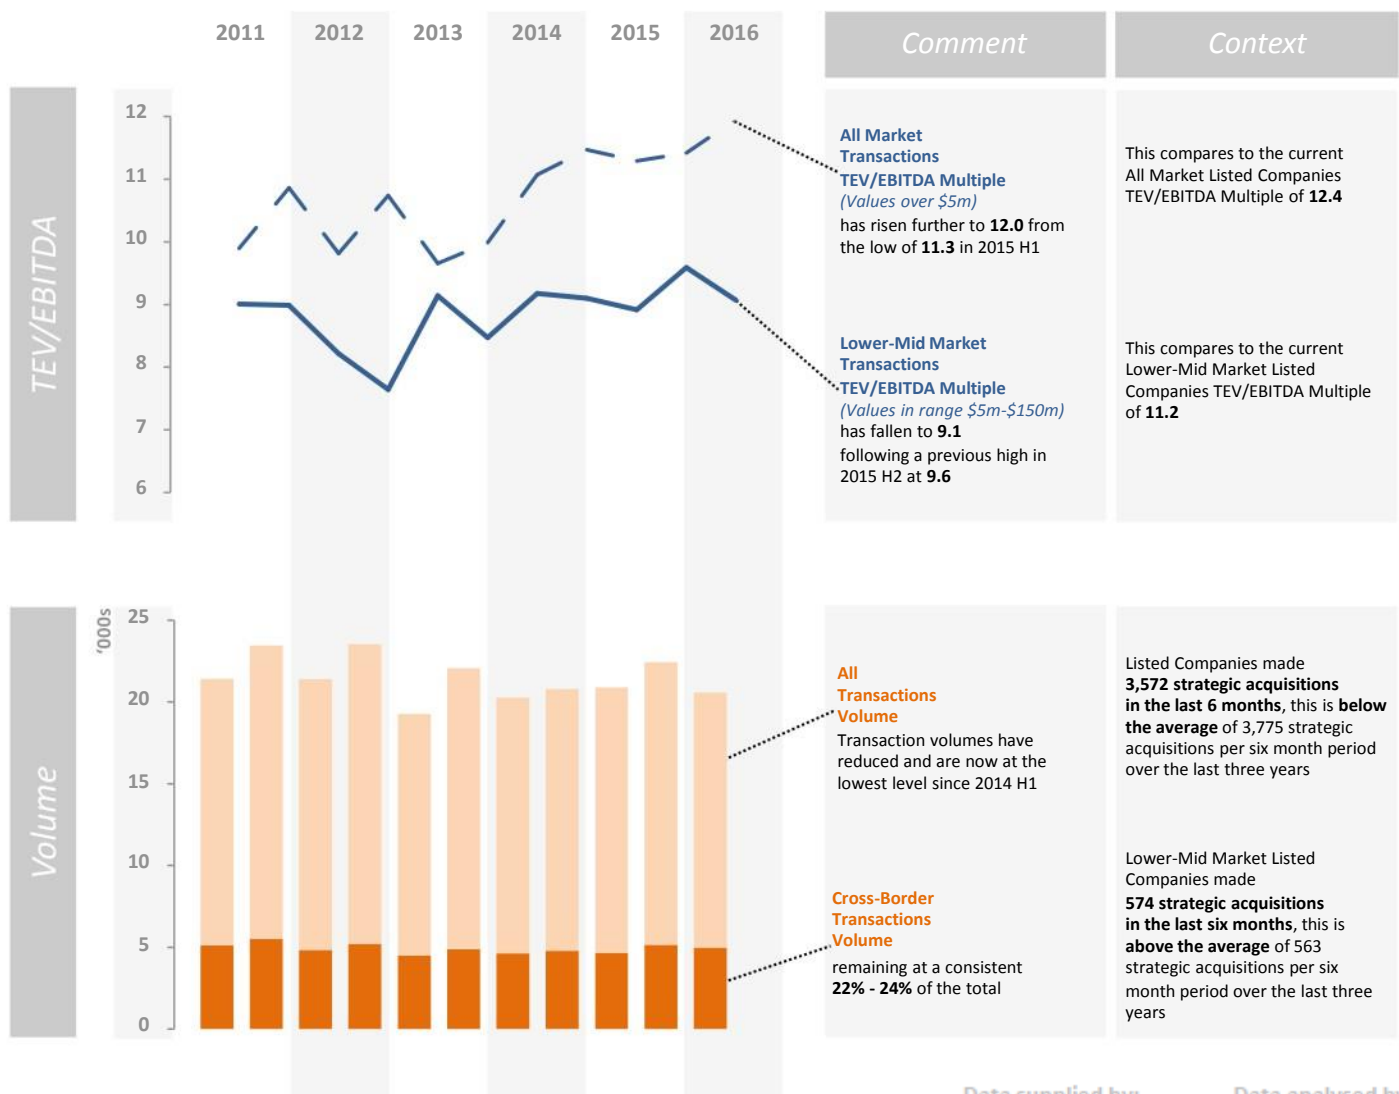 2011 2012 2013 2014 2015 2016
Comment
Context
TEV/EBITDA
12
11
10
9
8
7
6
All Market
Transactions
TEV/EBITDA Multiple
(Values over $5m)
has risen further to 12.0 from
the low of 11.3 in 2015 H1
This compares to the current
All Market Listed Companies
TEV/EBITDA Multiple of 12.4
Lower-Mid Market
Transactions
TEV/EBITDA Multiple
(Values in range $5m-$150m)
has fallen to 9.1
following a previous high in
2015 H2 at 9.6
This compares to the current
Lower-Mid Market Listed
Companies TEV/EBITDA Multiple
of 11.2
Volume
'000s
25
20
15
10
5
0
All
Transactions
Volume
Transaction volumes have
reduced and are now at the
lowest level since 2014 H1
Listed Companies made
3,572 strategic acquisitions
in the last 6 months, this is below
the average of 3,775 strategic
acquisitions per six month period
over the last three years
Cross-Border
Transactions
Volume
remaining at a consistent
22% - 24% of the total
Lower-Mid Market Listed
Companies made
574 strategic acquisitions
in the last six months, this is
above the average of 563
strategic acquisitions per six
month period over the last three
years
Data supplied by:
Data analysed by